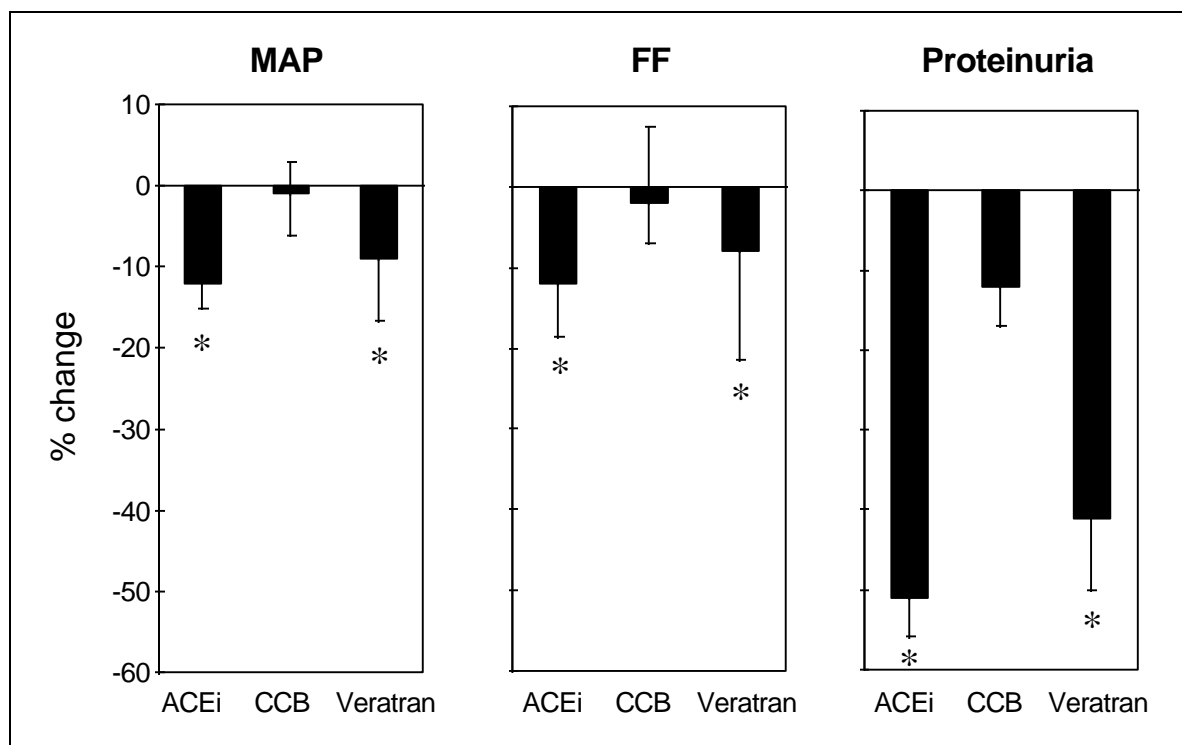 MAP FF Proteinuria
10
0
-10
-20
-30
-40
-50
-60
% change
* * * * * *
ACEi CCB Veratran ACEi CCB Veratran ACEi CCB Veratran